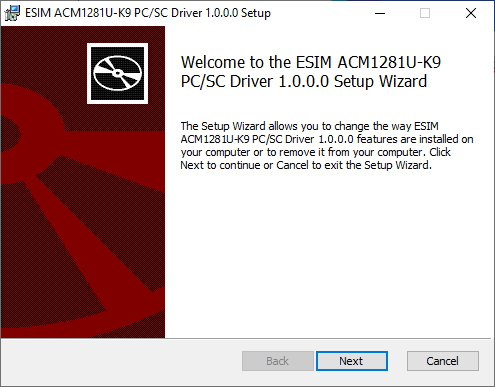 ESIM ACM1281U-K9 PC/SC Driver 1.0.0.0 Setup
Welcome to the ESIM ACM1281U-K9
PC/SC Driver 1.0.0.0 Setup Wizard
The Setup Wizard allows you to change the way ESIM
ACM1281U-K9 PC/SC Driver 1.0.0.0 features are installed on
your computer or to remove it from your computer. Click
Next to continue or Cancel to exit the Setup Wizard.
Back Next Cancel